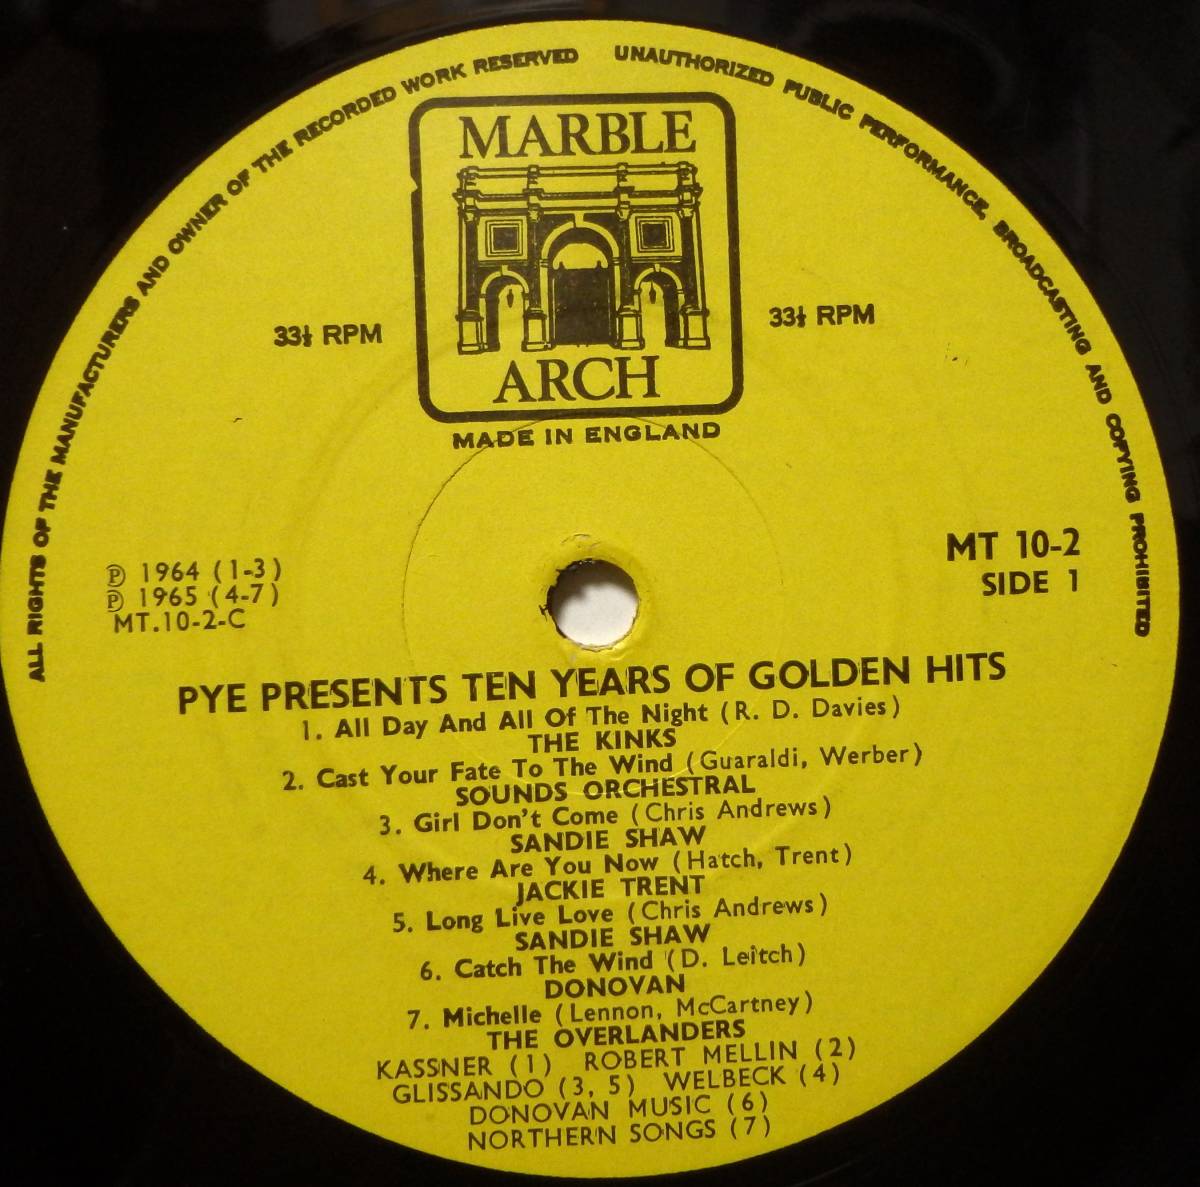 ALL RIGHTS OF THE MANUFACTURERS AND OWNER OF THE RECORDED WORK RESERVED UNAUTHORIZED PUBLIC PERFORMANCE, BROADCASTING AND COPYING PROHIBITED
MARBLE
ARCH
33⅓ RPM
33⅓ RPM
MADE IN ENGLAND
MT 10-2
SIDE 1
℗ 1964 (1-3)
℗ 1965 (4-7)
MT.10-2-C
PYE PRESENTS TEN YEARS OF GOLDEN HITS
1. All Day And All Of The Night (R. D. Davies)
THE KINKS
2. Cast Your Fate To The Wind (Guaraldi, Werber)
SOUNDS ORCHESTRAL
3. Girl Don't Come (Chris Andrews)
SANDIE SHAW
4. Where Are You Now (Hatch, Trent)
JACKIE TRENT
5. Long Live Love (Chris Andrews)
SANDIE SHAW
6. Catch The Wind (D. Leitch)
DONOVAN
7. Michelle (Lennon, McCartney)
THE OVERLANDERS
KASSNER (1) ROBERT MELLIN (2)
GLISSANDO (3, 5) WELBECK (4)
DONOVAN MUSIC (6)
NORTHERN SONGS (7)